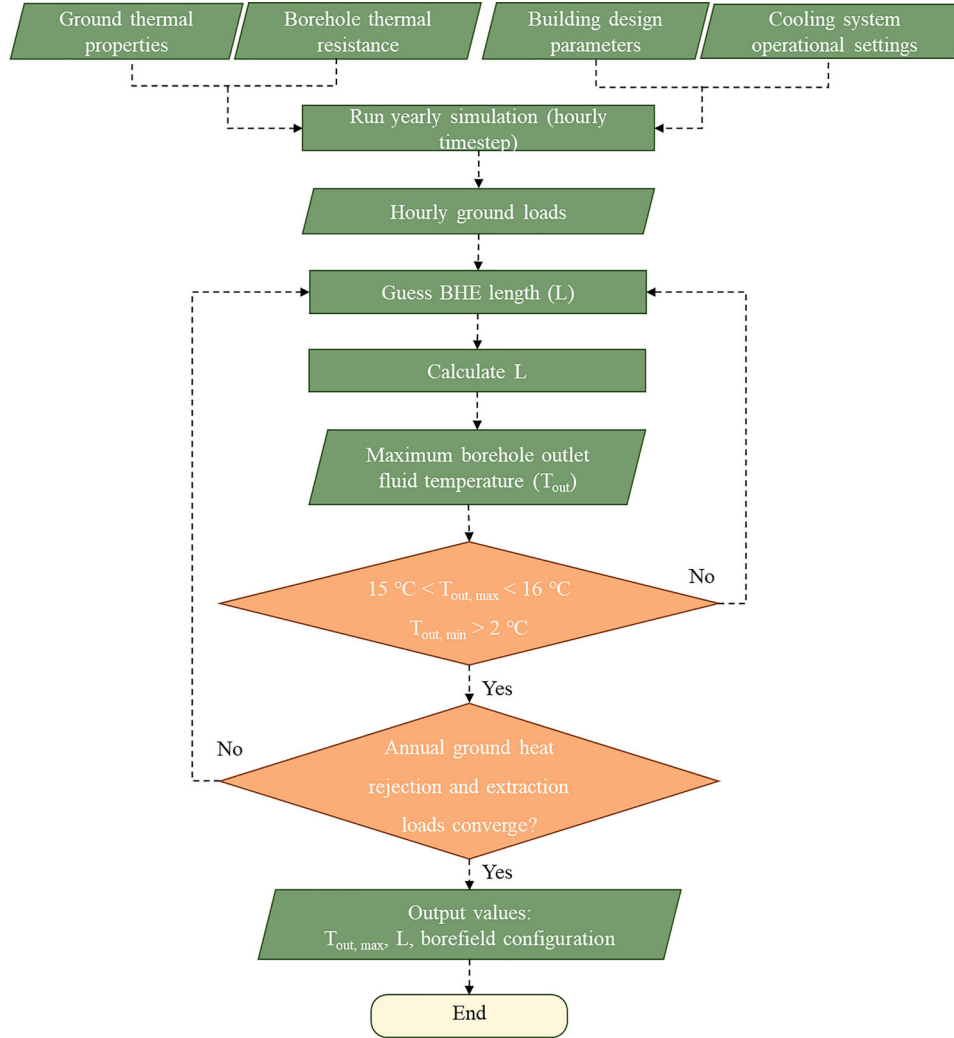 Ground thermal
properties
Borehole thermal
resistance
Building design
parameters
Cooling system
operational settings
Run yearly simulation (hourly
timestep)
Hourly ground loads
Guess BHE length (L)
Calculate L
Maximum borehole outlet
fluid temperature (Tout)
15 °C < Tout, max < 16 °C
Tout, min > 2 °C
No
Yes
No
Annual ground heat
rejection and extraction
loads converge?
Yes
Output values:
Tout, max, L, borefield configuration
End